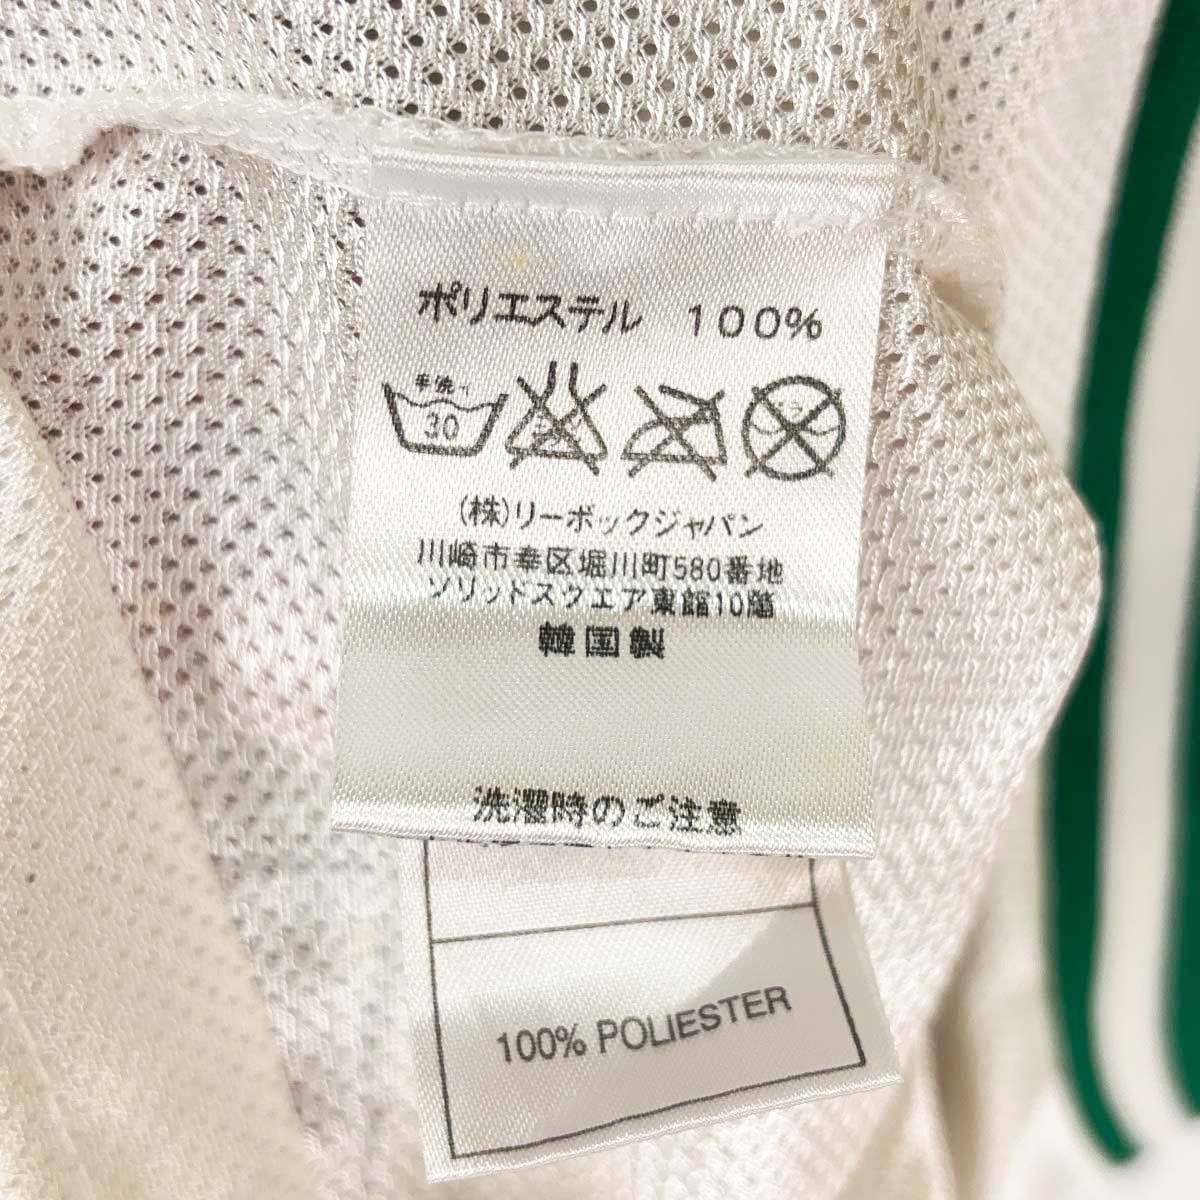 ポリエステル 100%
手洗イ
30
(株)リーボックジャパン
川崎市幸区堀川町580番地
ソリッドスクエア東館10階
韓国製
洗濯時のご注意
100% POLIESTER